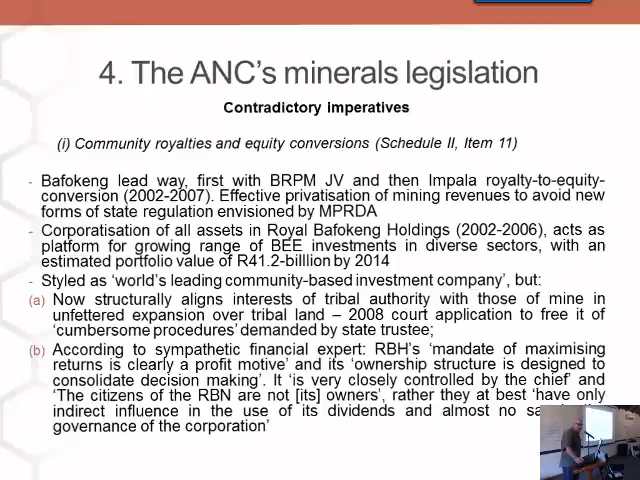 4. The ANC's minerals legislation
Contradictory imperatives
(i) Community royalties and equity conversions (Schedule II, Item 11)
- Bafokeng lead way, first with BRPM JV and then Impala royalty-to-equity-
conversion (2002-2007). Effective privatisation of mining revenues to avoid new
forms of state regulation envisioned by MPRDA
- Corporatisation of all assets in Royal Bafokeng Holdings (2002-2006), acts as
platform for growing range of BEE investments in diverse sectors, with an
estimated portfolio value of R41.2-billlion by 2014
- Styled as 'world's leading community-based investment company', but:
(a) Now structurally aligns interests of tribal authority with those of mine in
unfettered expansion over tribal land – 2008 court application to free it of
'cumbersome procedures' demanded by state trustee;
(b) According to sympathetic financial expert: RBH's 'mandate of maximising
returns is clearly a profit motive' and its 'ownership structure is designed to
consolidate decision making'. It 'is very closely controlled by the chief' and
'The citizens of the RBN are not [its] owners', rather they at best 'have only
indirect influence in the use of its dividends and almost no
governance of the corporation'